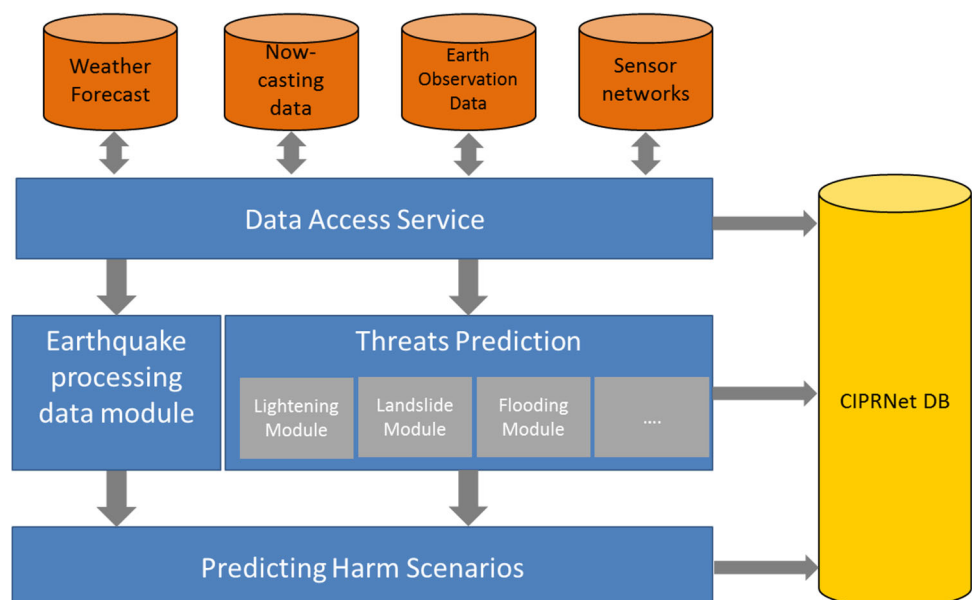 Weather
Forecast
Now-
casting
data
Earth
Observation
Data
Sensor
networks
Data Access Service
Earthquake
processing
data module
Threats Prediction
Lightening
Module
Landslide
Module
Flooding
Module
....
CIPRNet DB
Predicting Harm Scenarios